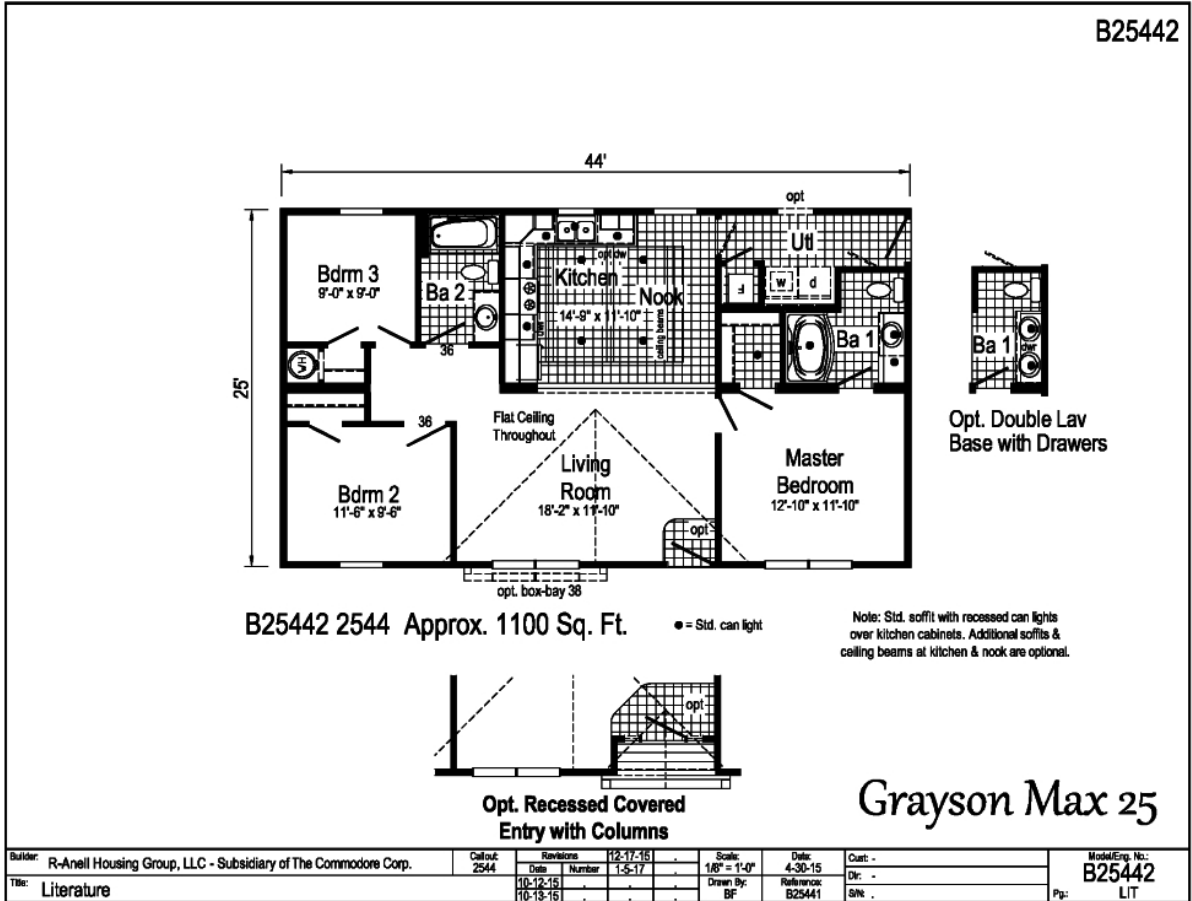 B25442
44'
opt
Utl
Bdrm 3
9'-0" x 9'-0"
Ba 2
opt dw
Kitchen
Nook
14'-9" x 11'-10"
ceiling beams
F
w
d
Ba 1
Ba 1
dwr
36
25'
36
Flat Ceiling
Throughout
Opt. Double Lav
Base with Drawers
Living
Room
18'-2" x 11'-10"
Master
Bedroom
12'-10" x 11'-10"
Bdrm 2
11'-6" x 9'-6"
opt
opt. box-bay 38
B25442 2544 Approx. 1100 Sq. Ft.
● = Std. can light
Note: Std. soffit with recessed can lights
over kitchen cabinets. Additional soffits &
ceiling beams at kitchen & nook are optional.
opt
Opt. Recessed Covered
Entry with Columns
Grayson Max 25
Builder: R-Anell Housing Group, LLC - Subsidiary of The Commodore Corp.
Title: Literature
Callout:
2544
Revisions 12-17-15 .
Date Number 1-5-17 .
10-12-15 . . .
10-13-15 . . .
Scale:
1/8" = 1'-0"
Drawn By:
BF
Date:
4-30-15
Reference:
B25441
Cust: -
Dir: -
S/N: .
Model/Eng. No.:
B25442
Pg.: LIT